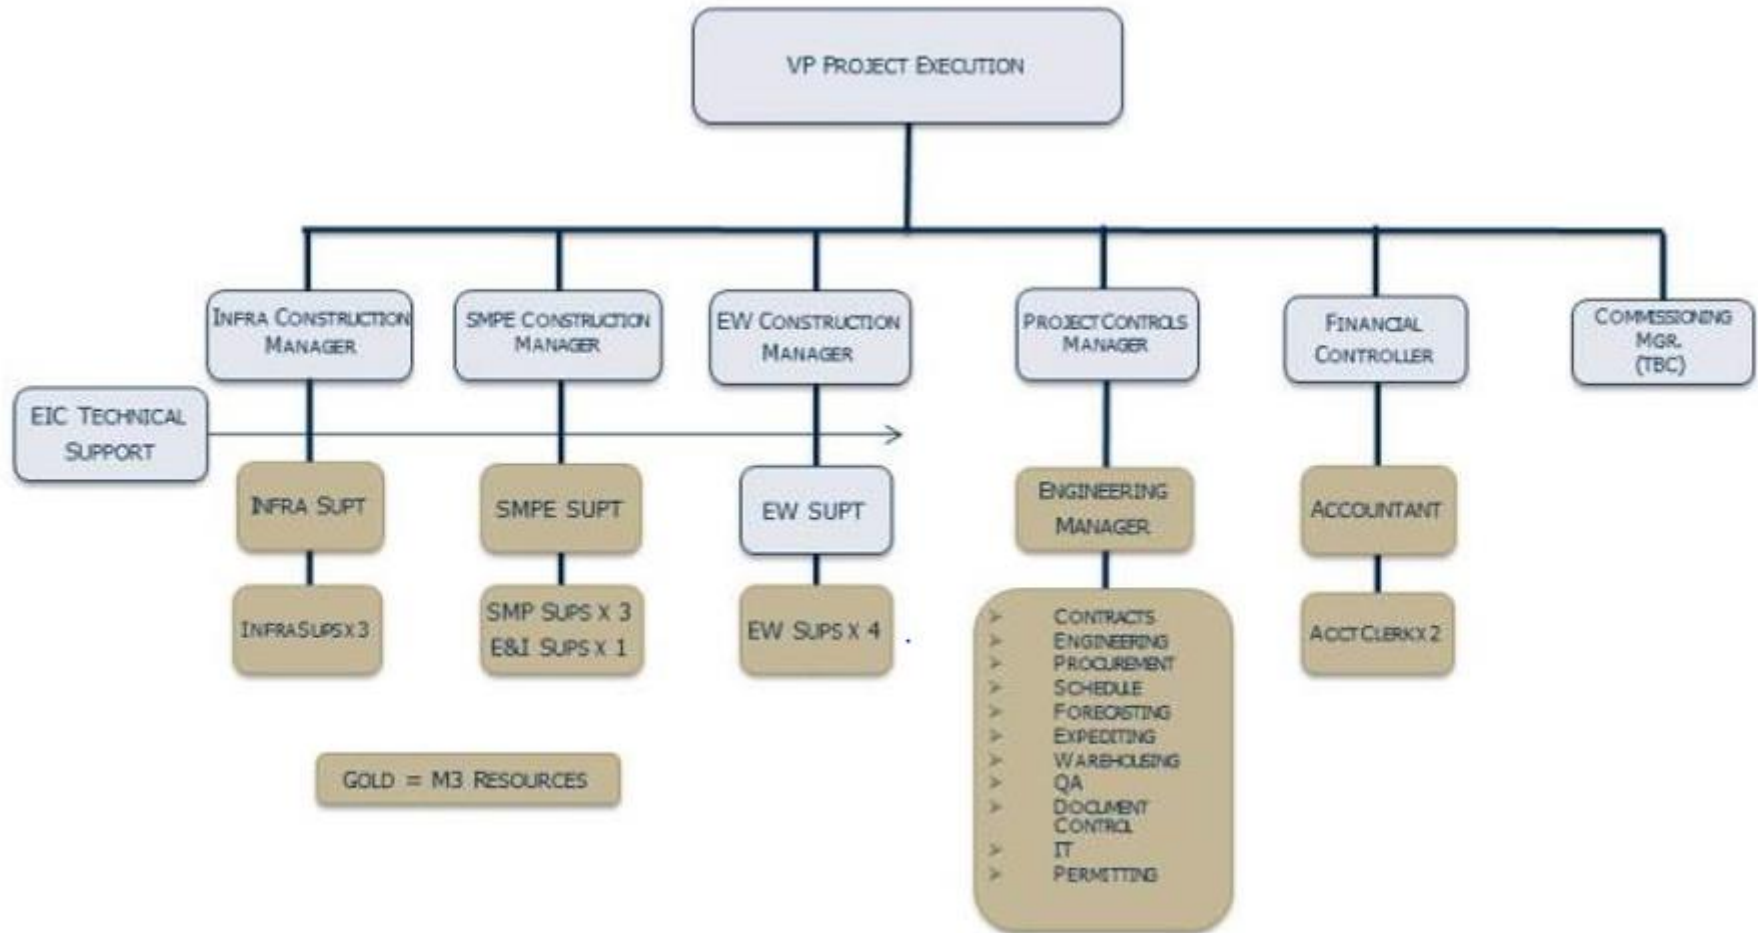 VP PROJECT EXECUTION
INFRA CONSTRUCTION
MANAGER
SMPE CONSTRUCTION
MANAGER
EW CONSTRUCTION
MANAGER
PROJECT CONTROLS
MANAGER
FINANCIAL
CONTROLLER
COMMISSIONING
MGR.
(TBC)
EIC TECHNICAL
SUPPORT
INFRA SUPT
SMPE SUPT
EW SUPT
ENGINEERING
MANAGER
ACCOUNTANT
INFRA SUPS X 3
SMP SUPS X 3
E&I SUPS X 1
EW SUPS X 4
ACCT CLERK X 2
CONTRACTS
ENGINEERING
PROCUREMENT
SCHEDULE
FORECASTING
EXPEDITING
WAREHOUSING
QA
DOCUMENT
CONTROL
IT
PERMITTING
GOLD = M3 RESOURCES